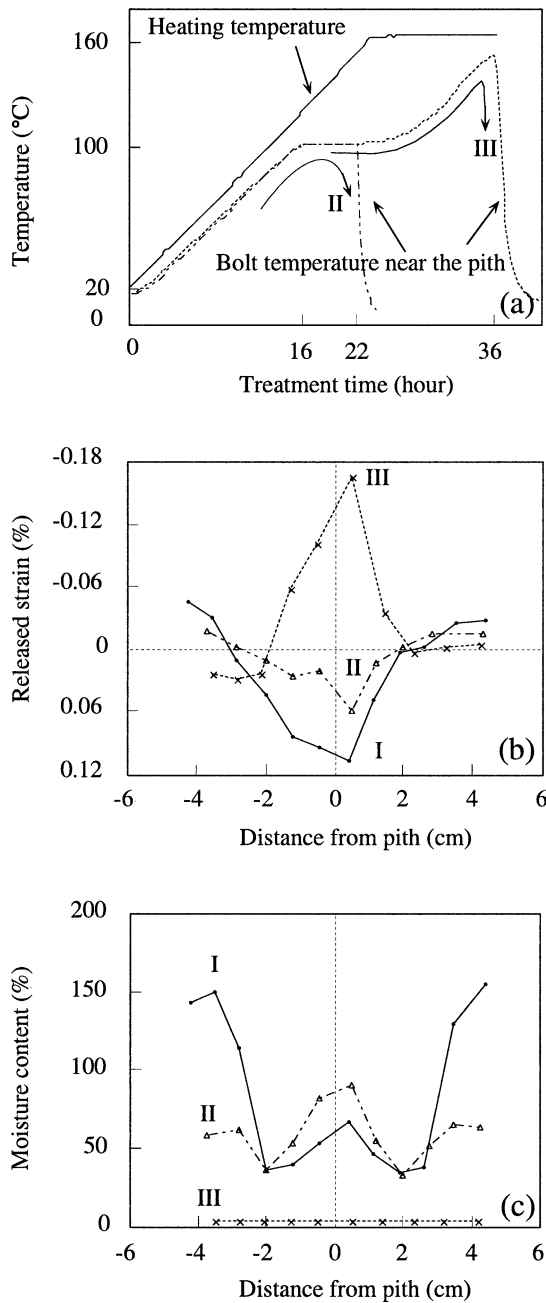 Heating temperature
160
100
20
0
Temperature (°C)
II
III
Bolt temperature near the pith
(a)
0
16
22
36
Treatment time (hour)
-0.18
-0.12
-0.06
0
0.06
0.12
Released strain (%)
III
II
I
(b)
-6
-4
-2
0
2
4
6
Distance from pith (cm)
200
150
100
50
0
Moisture content (%)
I
II
III
(c)
-6
-4
-2
0
2
4
6
Distance from pith (cm)